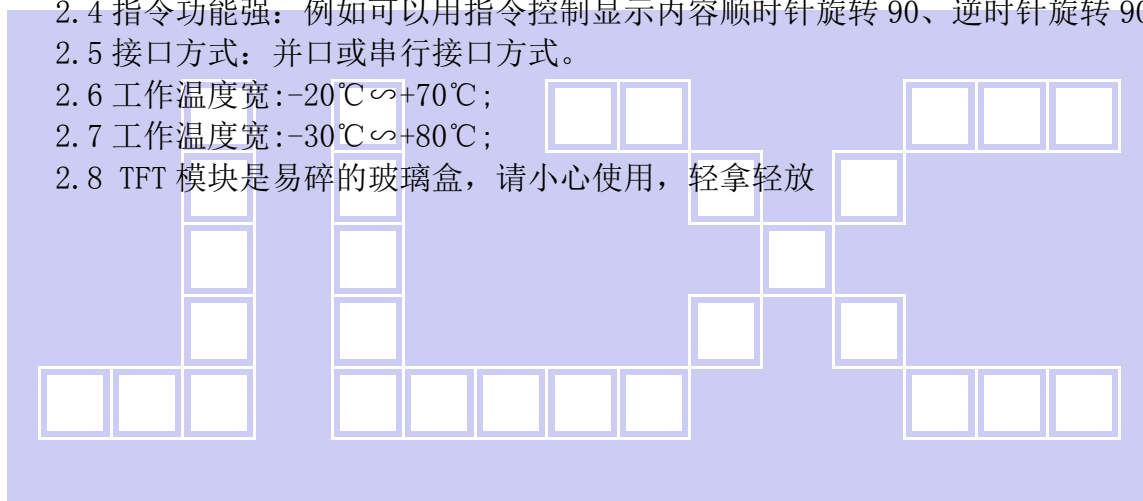 2.4 指令功能强：例如可以用指令控制显示内容顺时针旋转 90、逆时针旋转 90
2.5 接口方式：并口或串行接口方式。
2.6 工作温度宽:-20℃∽+70℃;
2.7 工作温度宽:-30℃∽+80℃;
2.8 TFT 模块是易碎的玻璃盒，请小心使用，轻拿轻放
JLX